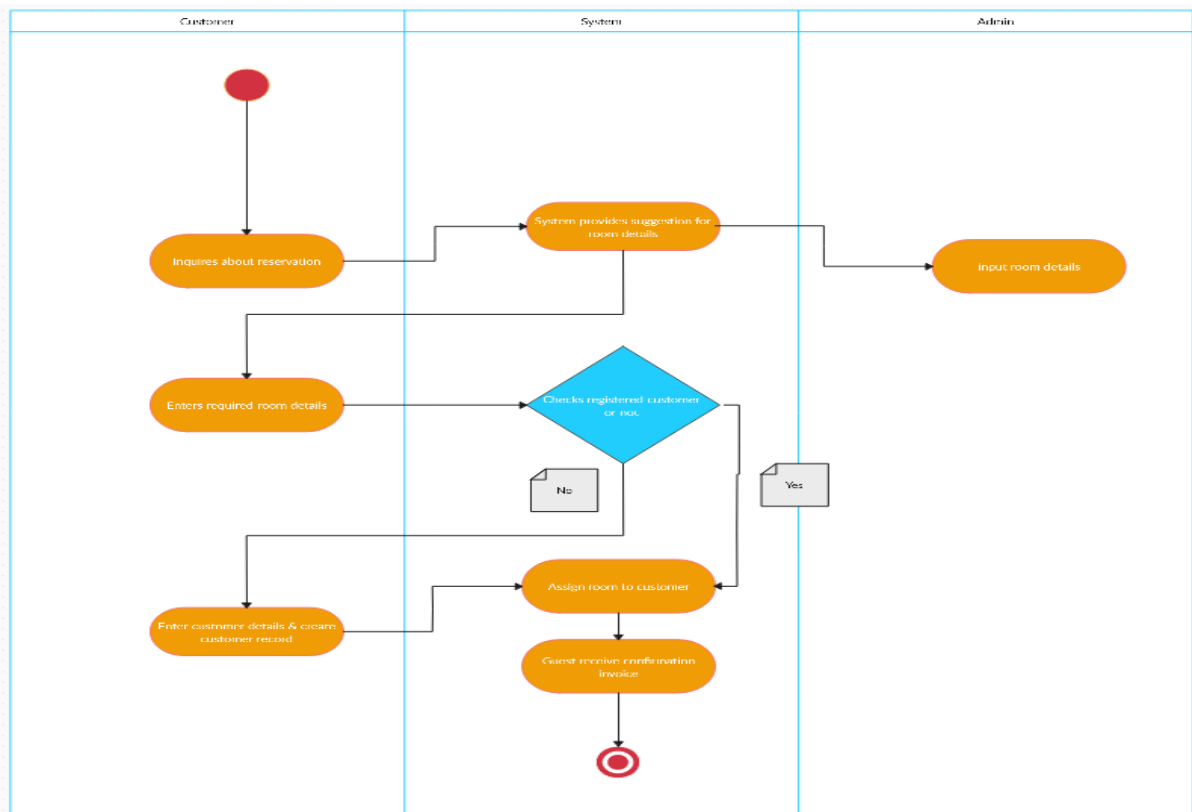 Customer
System
Admin
System provides suggestion for
room details
Inquires about reservation
input room details
Enters required room details
Checks registered customer
or not
No
Yes
Assign room to customer
Enter customer details & create
customer record
Guest receive confirmation
invoice